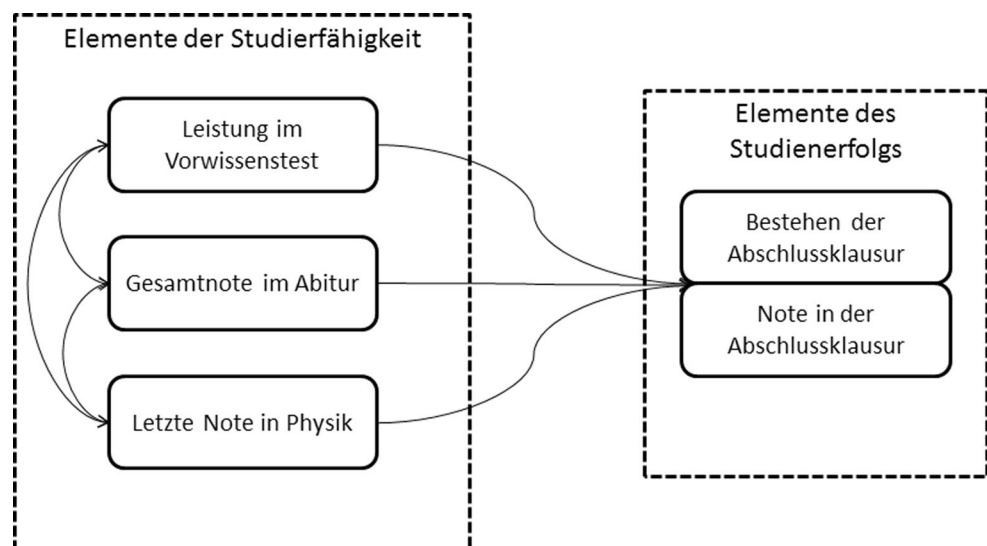 Elemente der Studierfähigkeit
Leistung im
Vorwissenstest
Gesamtnote im Abitur
Letzte Note in Physik
Elemente des
Studienerfolgs
Bestehen der
Abschlussklausur
Note in der
Abschlussklausur